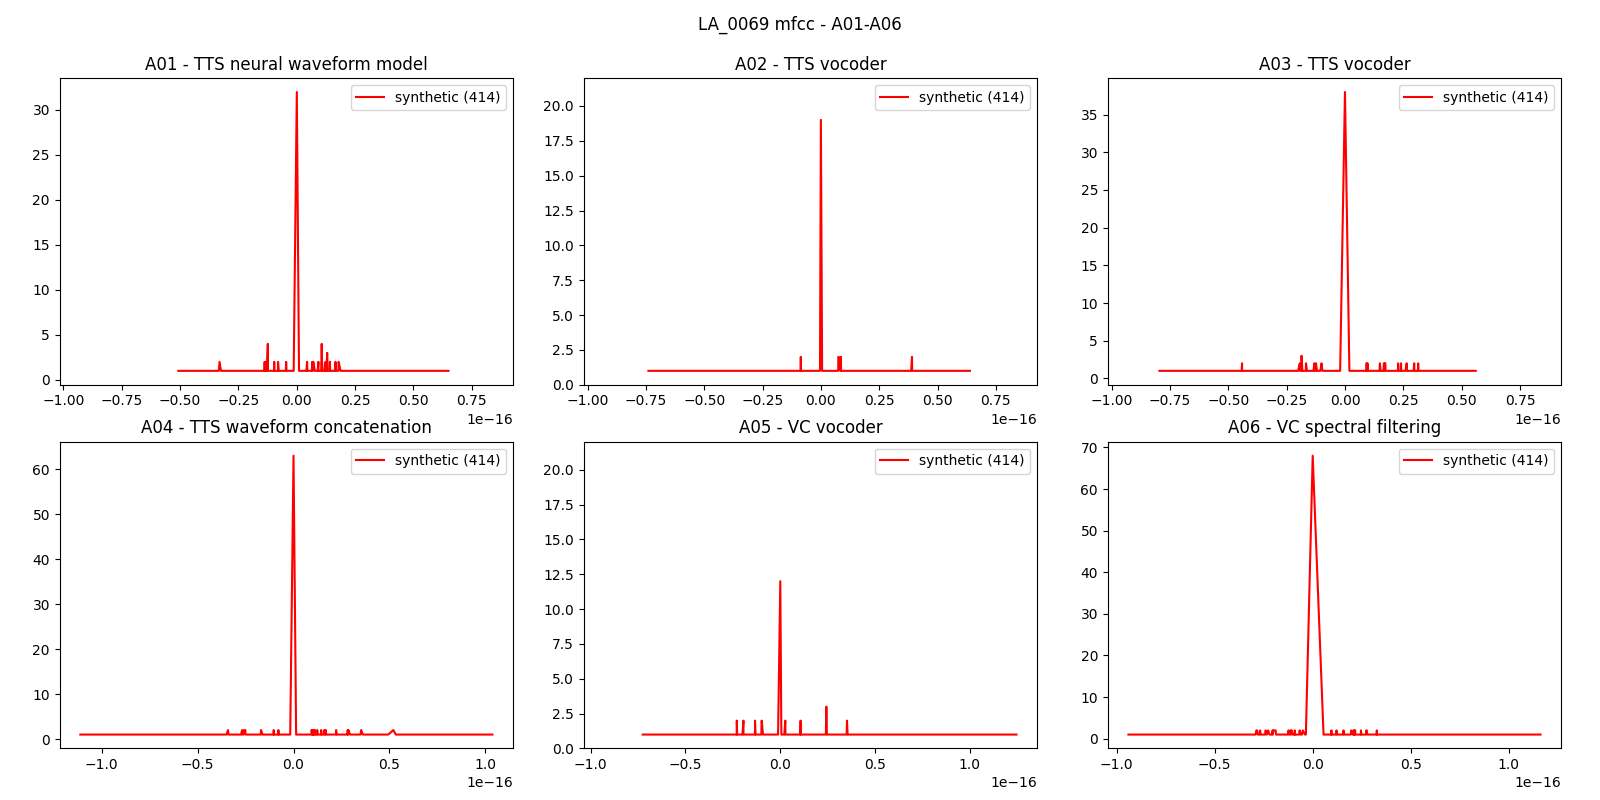 LA_0069 mfcc - A01-A06
A01 - TTS neural waveform model
synthetic (414)
30
25
20
15
10
5
0
−1.00 −0.75 −0.50 −0.25 0.00 0.25 0.50 0.75
1e−16
A02 - TTS vocoder
synthetic (414)
20.0
17.5
15.0
12.5
10.0
7.5
5.0
2.5
0.0
−1.00 −0.75 −0.50 −0.25 0.00 0.25 0.50 0.75
1e−16
A03 - TTS vocoder
synthetic (414)
35
30
25
20
15
10
5
0
−1.00 −0.75 −0.50 −0.25 0.00 0.25 0.50 0.75
1e−16
A04 - TTS waveform concatenation
synthetic (414)
60
50
40
30
20
10
0
−1.0 −0.5 0.0 0.5 1.0
1e−16
A05 - VC vocoder
synthetic (414)
20.0
17.5
15.0
12.5
10.0
7.5
5.0
2.5
0.0
−1.0 −0.5 0.0 0.5 1.0
1e−16
A06 - VC spectral filtering
synthetic (414)
70
60
50
40
30
20
10
0
−1.0 −0.5 0.0 0.5 1.0
1e−16